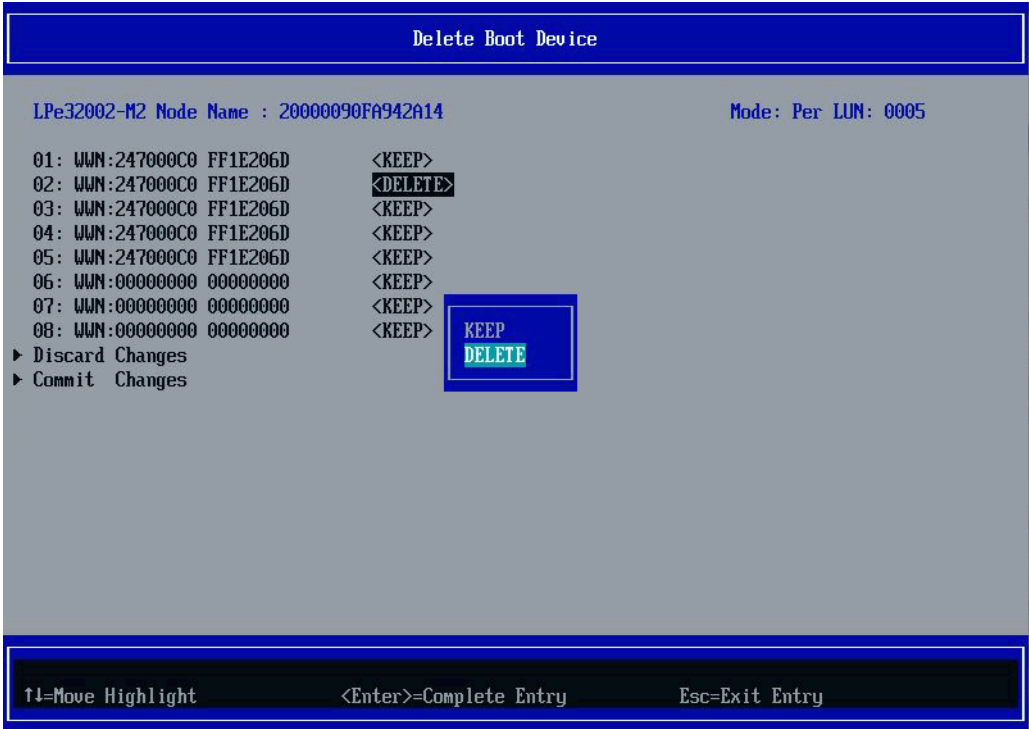 Delete Boot Device
LPe32002-M2 Node Name : 20000090FA942A14 Mode: Per LUN: 0005
01: WWN:247000C0 FF1E206D <KEEP>
02: WWN:247000C0 FF1E206D <DELETE>
03: WWN:247000C0 FF1E206D <KEEP>
04: WWN:247000C0 FF1E206D <KEEP>
05: WWN:247000C0 FF1E206D <KEEP>
06: WWN:00000000 00000000 <KEEP>
07: WWN:00000000 00000000 <KEEP>
08: WWN:00000000 00000000 <KEEP>
KEEP
DELETE
▶ Discard Changes
▶ Commit Changes
↑↓=Move Highlight <Enter>=Complete Entry Esc=Exit Entry